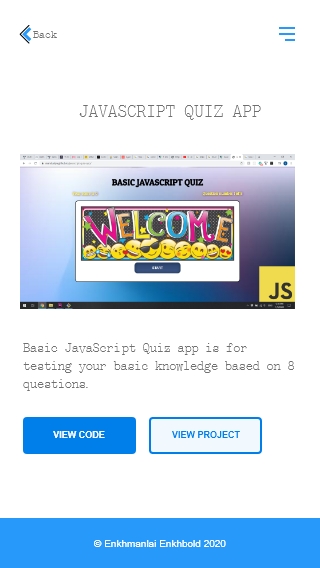 Back
JAVASCRIPT QUIZ APP
BASIC JAVASCRIPT QUIZ
WELCOME
START
JS
Basic JavaScript Quiz app is for
testing your basic knowledge based on 8
questions.
VIEW CODE
VIEW PROJECT
© Enkhmanlai Enkhbold 2020